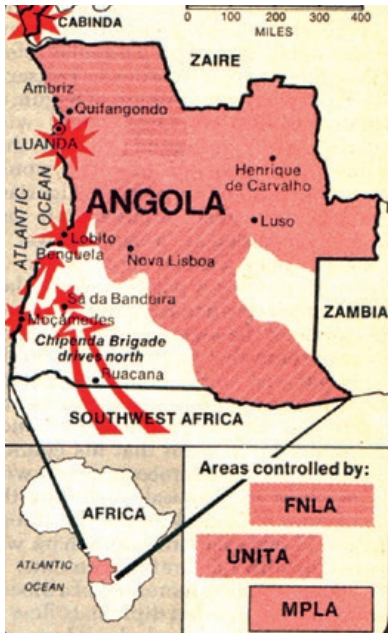 CABINDA
0 100 200 300 400
MILES
ZAIRE
Ambriz
Quifangondo
LUANDA
Henrique
de Carvalho
ATLANTIC
OCEAN
ANGOLA
Luso
Lobito
Benguela
Nova Lisboa
Sá da Bandeira
Moçâmedes
ZAMBIA
Chipenda Brigade
drives north
Ruacana
SOUTHWEST AFRICA
AFRICA
ATLANTIC
OCEAN
Areas controlled by:
FNLA
UNITA
MPLA